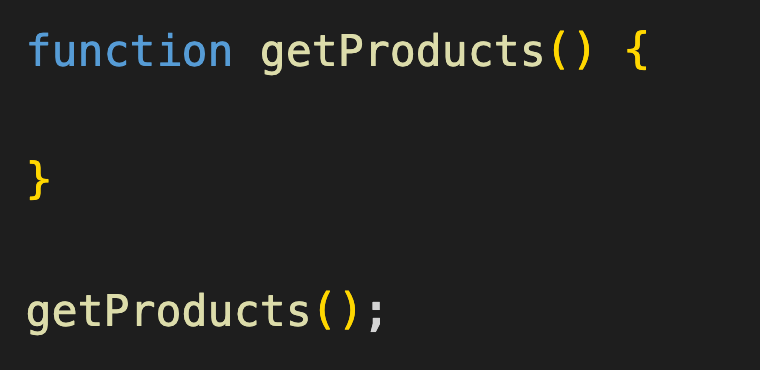 function getProducts() {
}
getProducts();